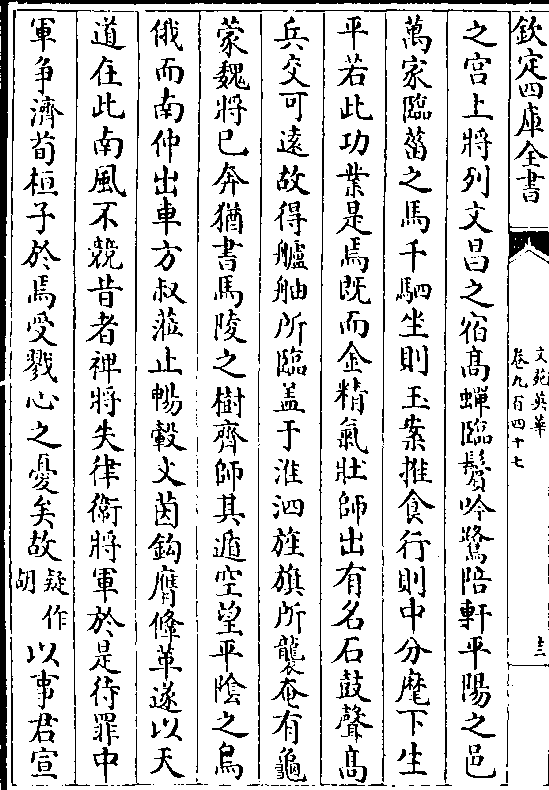 欽定四庫全書
文苑英華
卷九百四十七
之宫上將列文昌之宿髙蟬臨鬢吟鷺陪軒平陽之邑
萬家臨菑之馬千駟坐則玉案推食行則中分麾下生
平若此功業是焉既而金精氣壯師出有名石鼓聲髙
兵交可遠故得艫舳所臨蓋于淮泗旌旗所襲奄有龜
蒙魏將已奔猶書馬陵之樹齊師其遁空望平陰之烏
俄而南仲出車方叔蒞止暢轂文茵鈎膺鞗革遂以天
道在此南風不競昔者裨將失律衞將軍於是待罪中
軍争濟荀桓子於焉受戮心之憂矣故疑作胡以事君宣